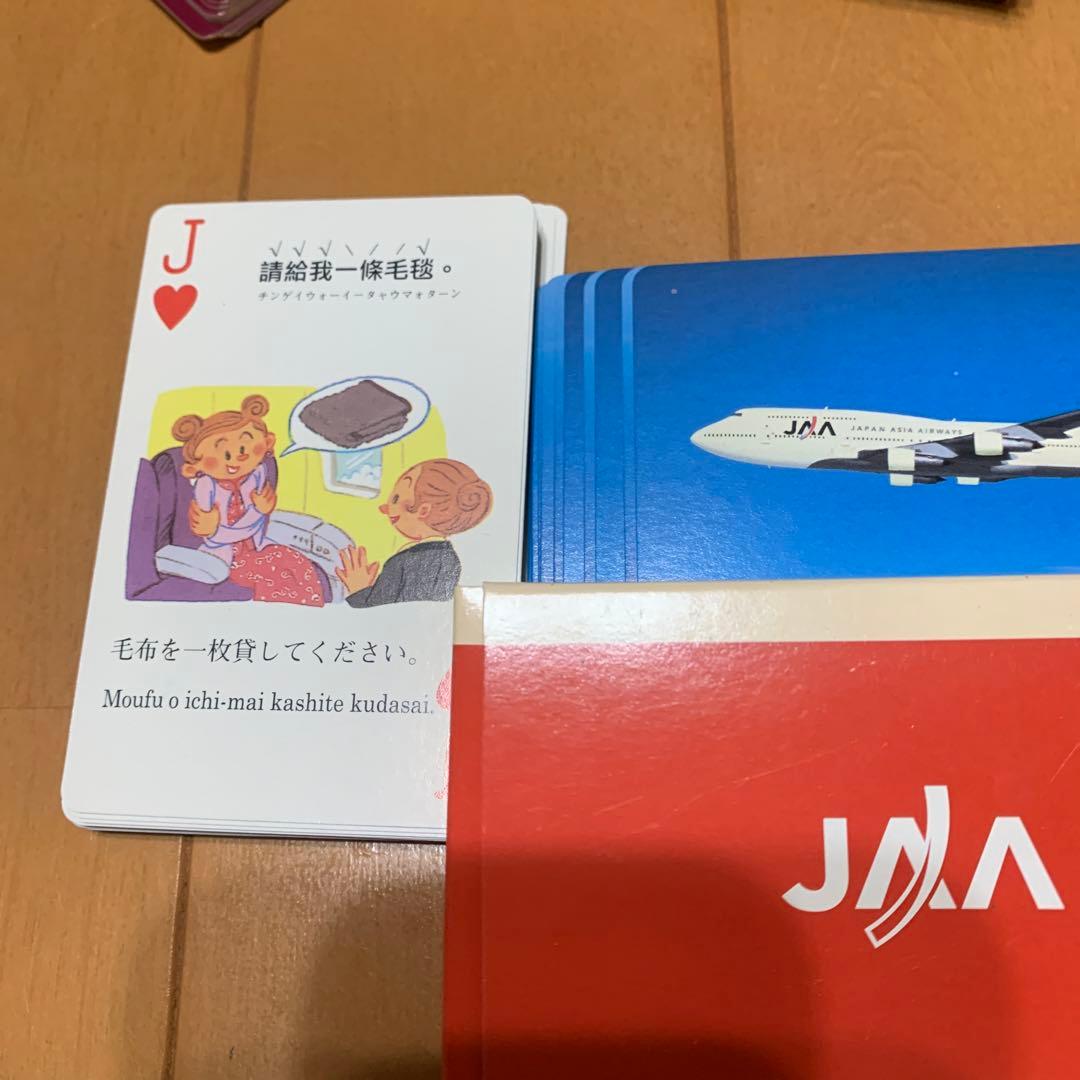 J
√ √ √ \ / / √
請給我一條毛毯。
チンゲイウォーイータャウマォターン
毛布を一枚貸してください。
Moufu o ichi-mai kashite kudasai.
JAA JAPAN ASIA AIRWAYS
JAA